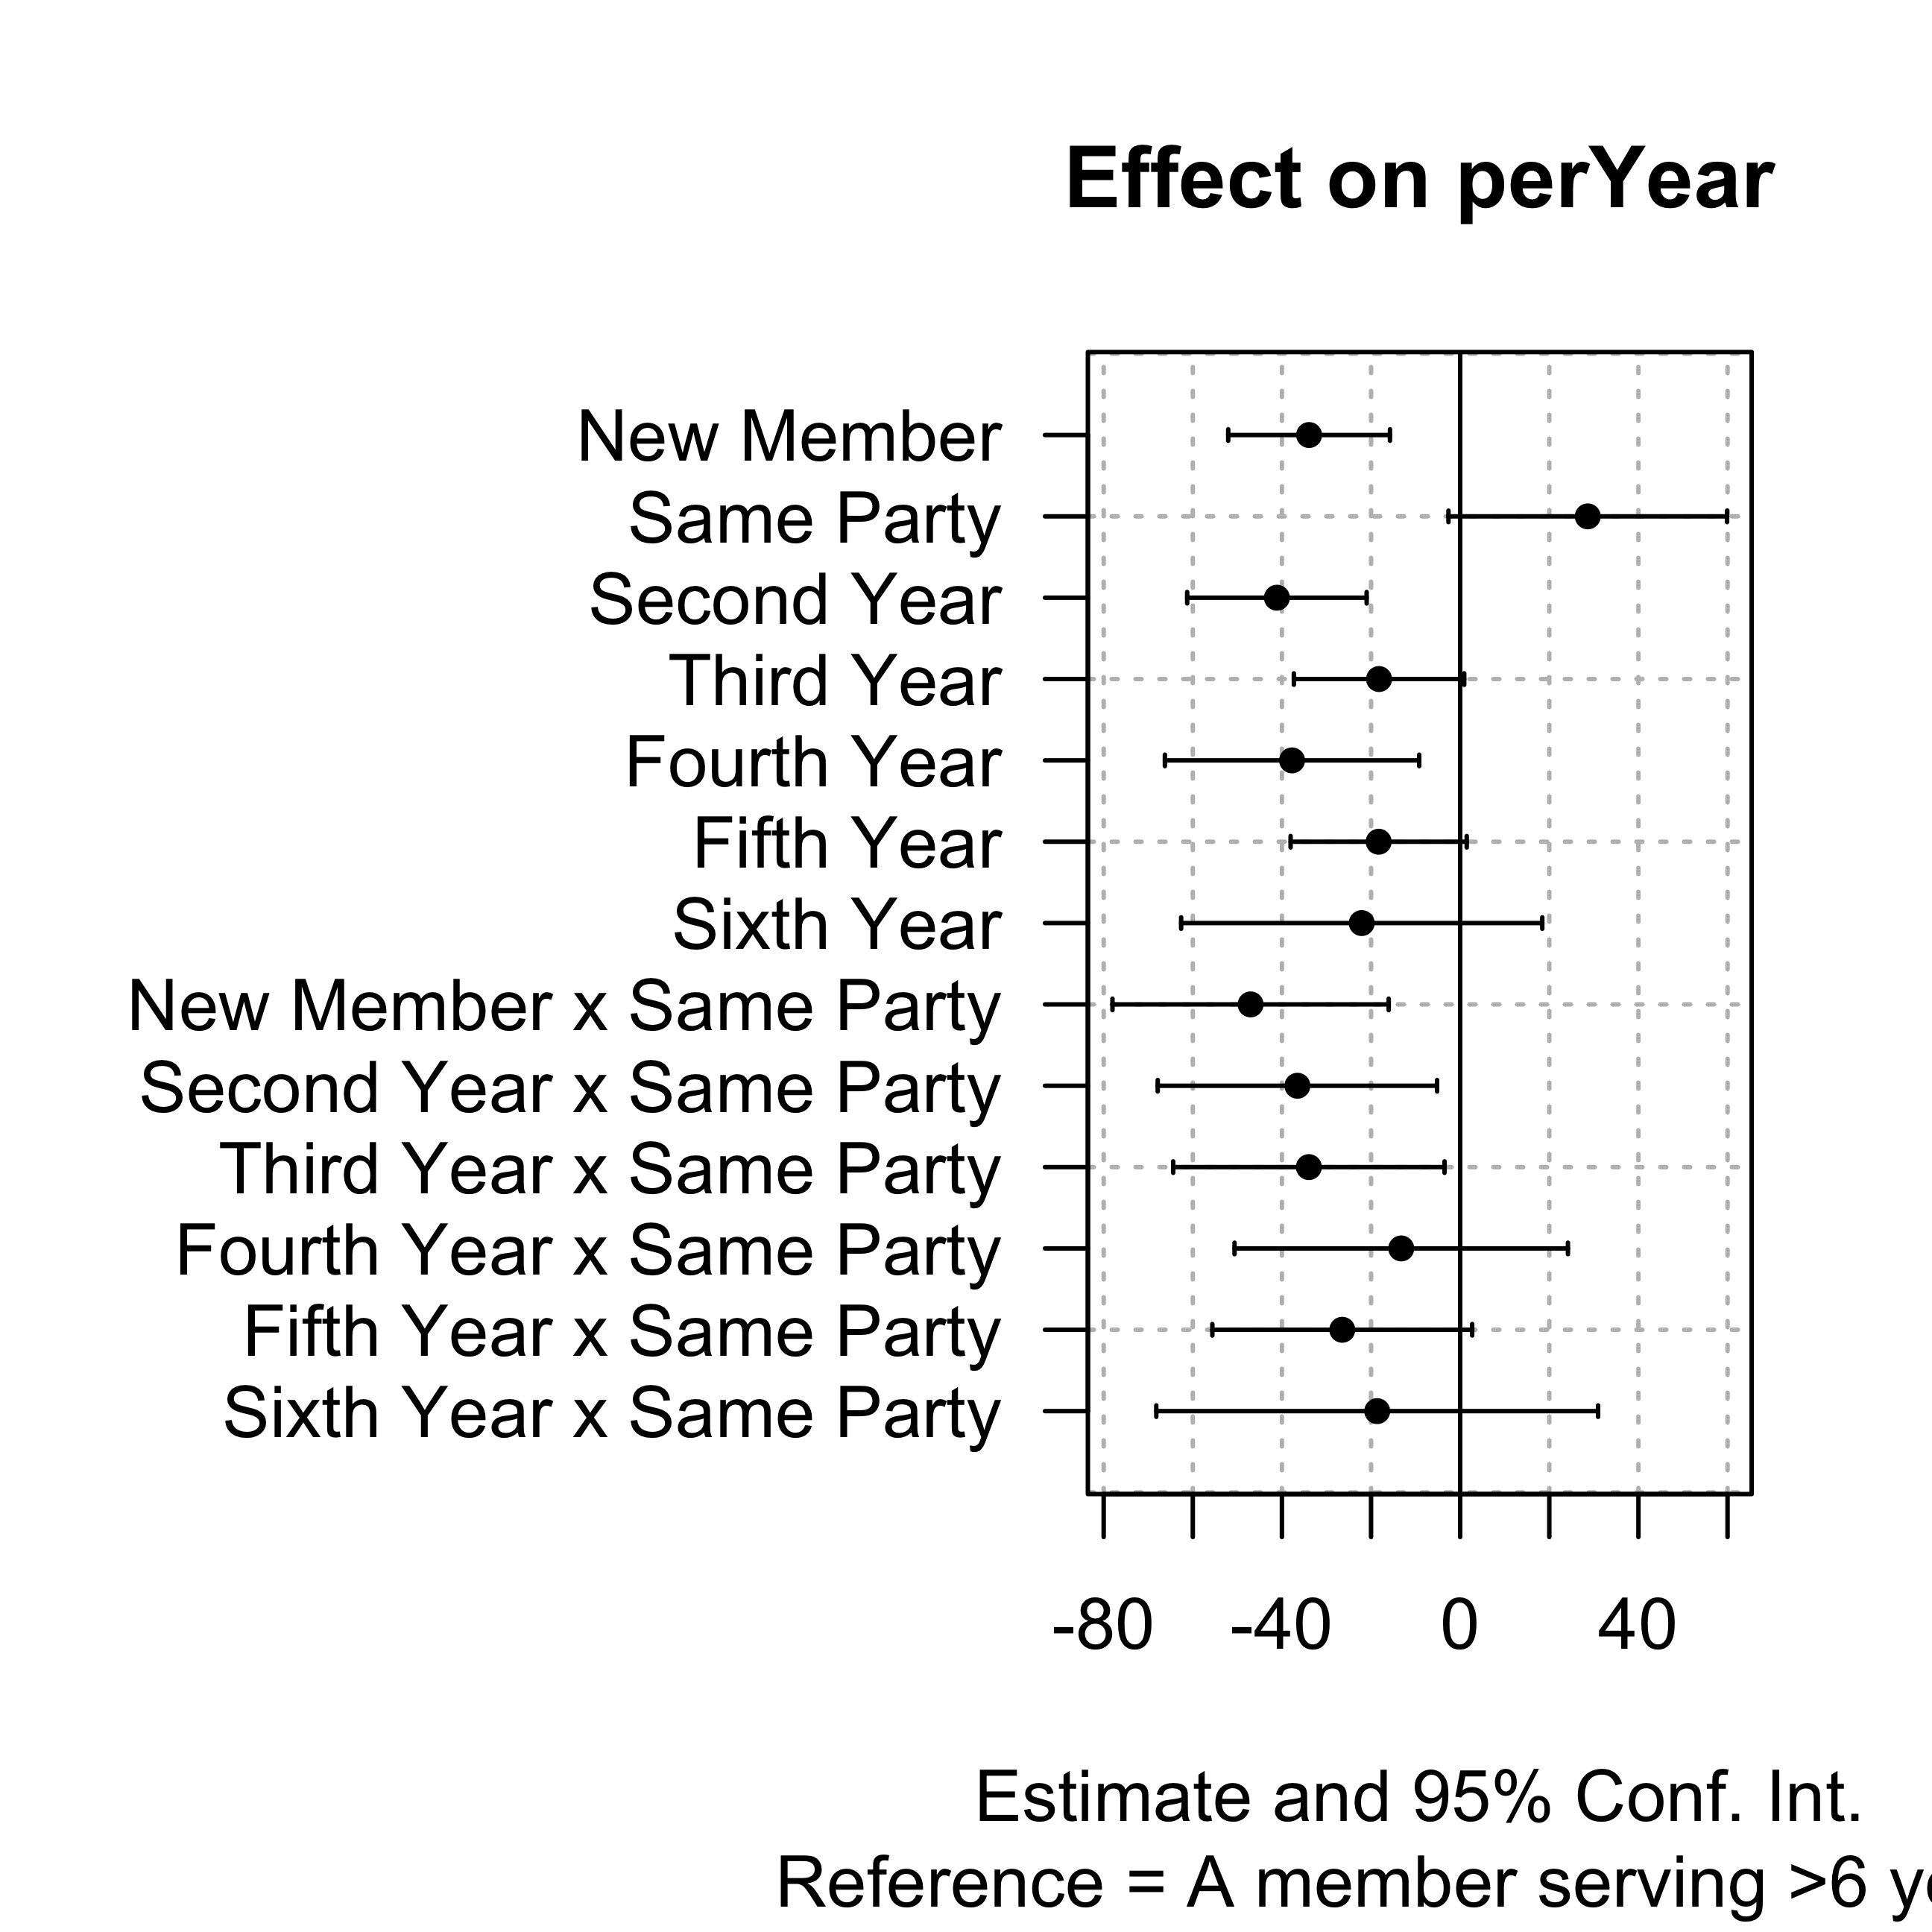 Effect on perYear
New Member
Same Party
Second Year
Third Year
Fourth Year
Fifth Year
Sixth Year
New Member x Same Party
Second Year x Same Party
Third Year x Same Party
Fourth Year x Same Party
Fifth Year x Same Party
Sixth Year x Same Party
-80 -40 0 40
Estimate and 95% Conf. Int.
Reference = A member serving >6